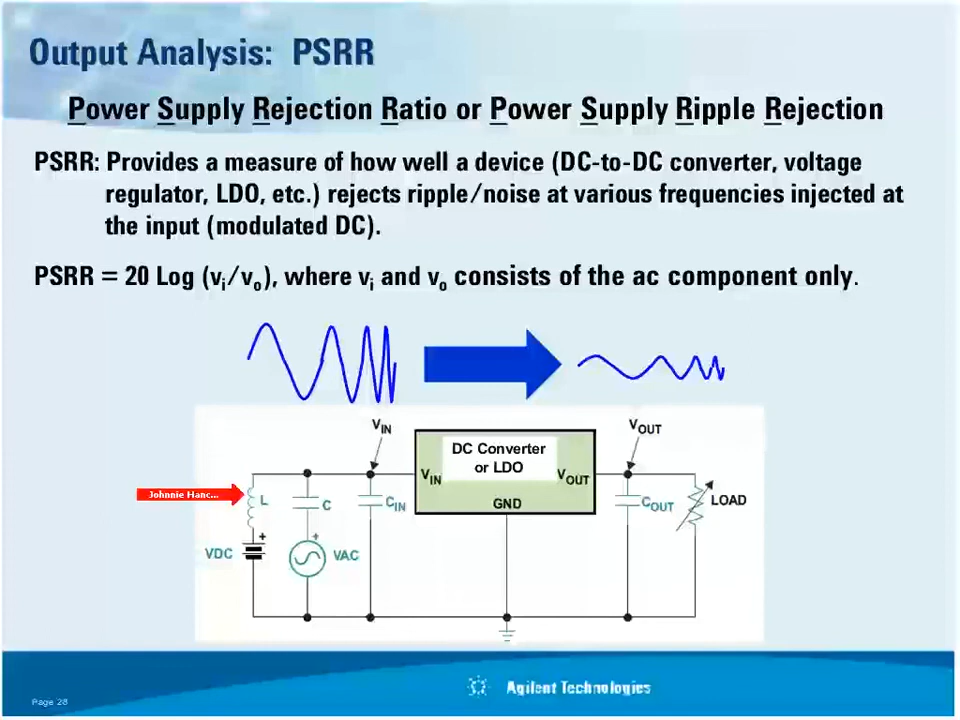 Output Analysis: PSRR
Power Supply Rejection Ratio or Power Supply Ripple Rejection
PSRR: Provides a measure of how well a device (DC-to-DC converter, voltage
regulator, LDO, etc.) rejects ripple/noise at various frequencies injected at
the input (modulated DC).
PSRR = 20 Log (vi/vo), where vi and vo consists of the ac component only.
VIN
VOUT
DC Converter
or LDO
VIN
VOUT
GND
Johnnie Hanc...
L
C
CIN
COUT
LOAD
+
+
VDC
VAC
Agilent Technologies
Page 28